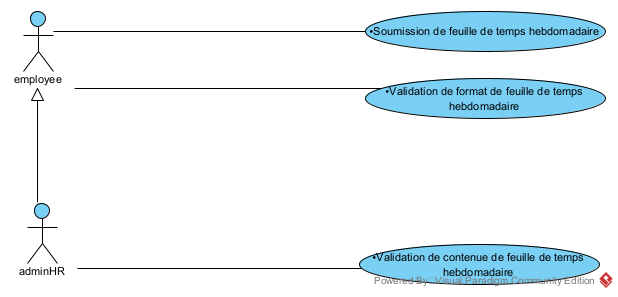 •Soumission de feuille de temps hebdomadaire
employee
•Validation de format de feuille de temps
hebdomadaire
adminHR
•Validation de contenue de feuille de temps
hebdomadaire
Powered By: Visual Paradigm Community Edition